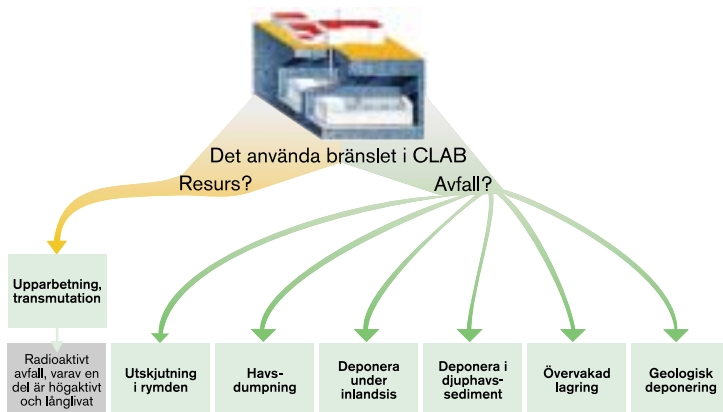 Det använda bränslet i CLAB
Resurs?
Avfall?
Upparbetning,
transmutation
Radioaktivt
avfall, varav en
del är högaktivt
och långlivat
Utskjutning
i rymden
Havs-
dumpning
Deponera
under
inlandsis
Deponera i
djuphavs-
sediment
Övervakad
lagring
Geologisk
deponering